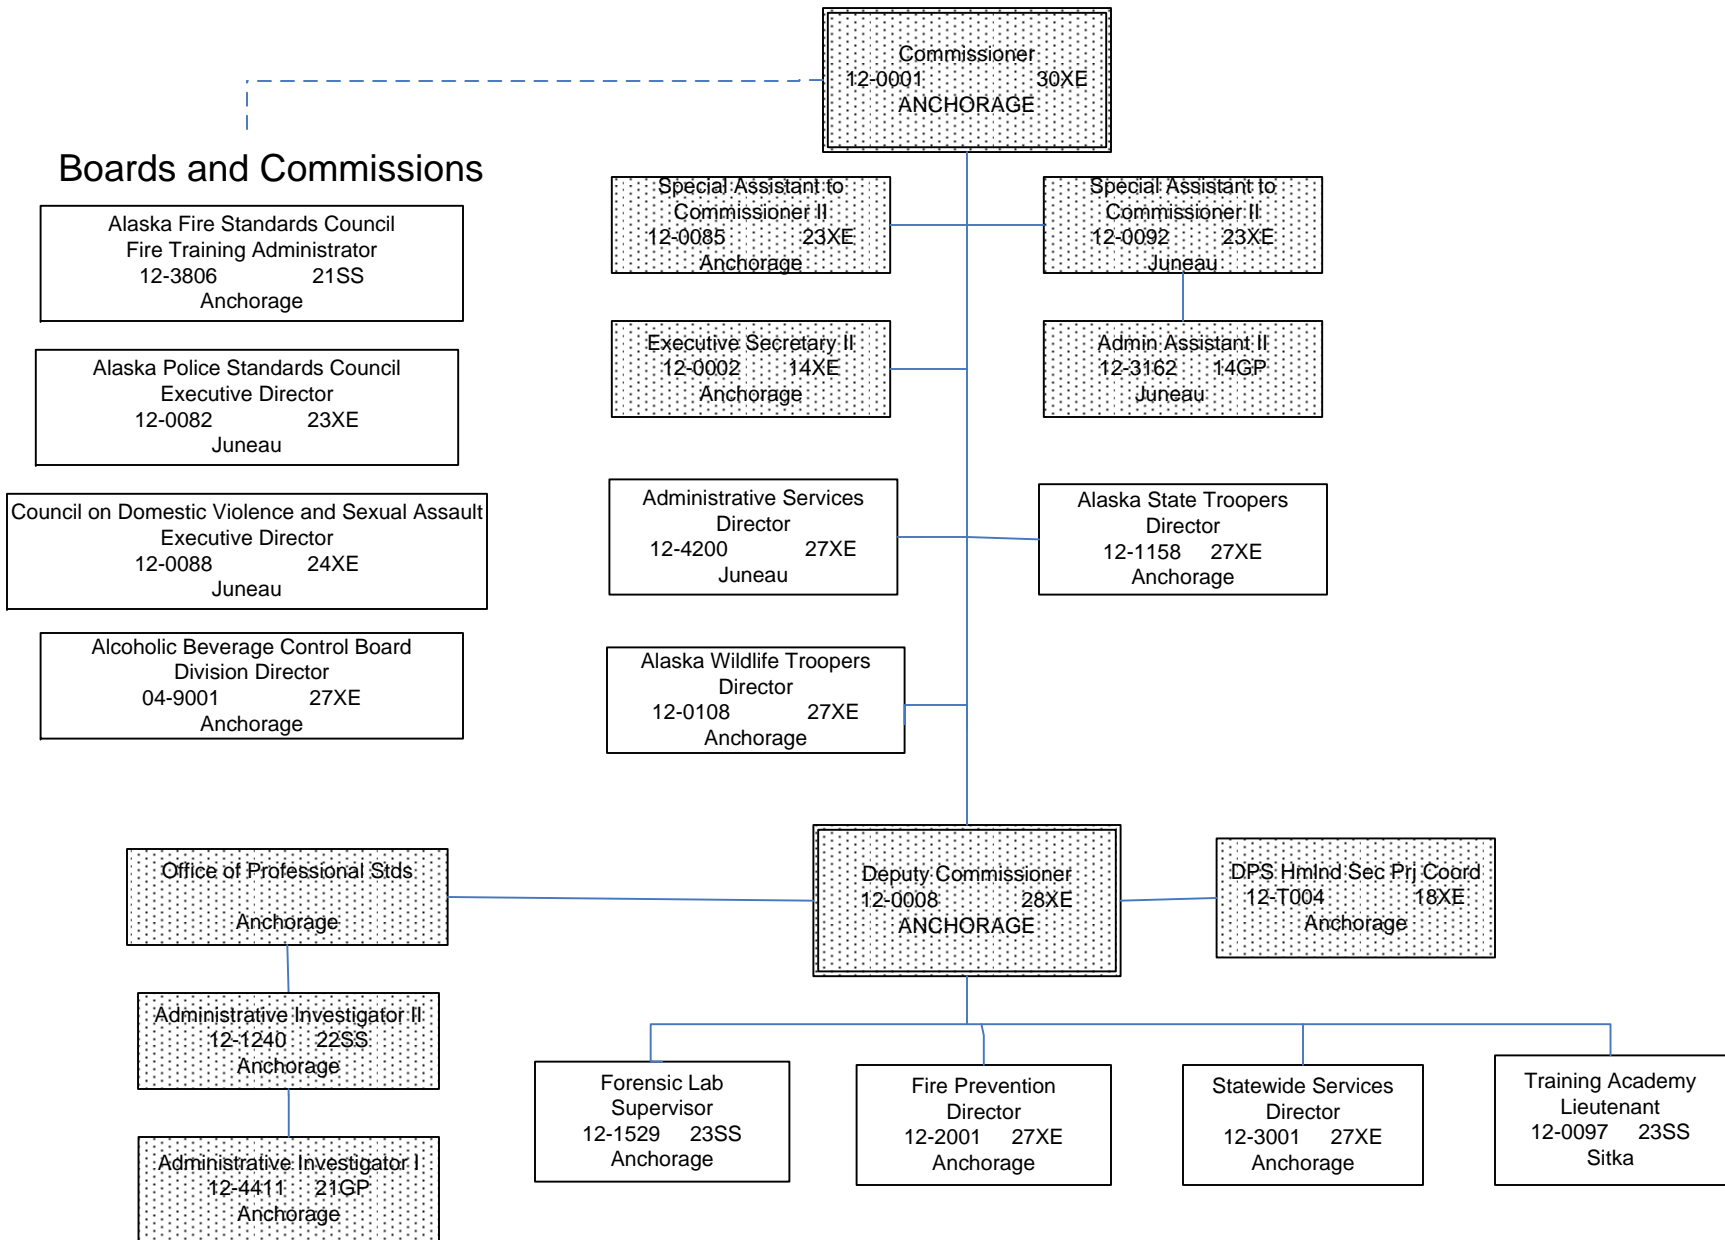 Commissioner
12-0001 30XE
ANCHORAGE
Boards and Commissions
Alaska Fire Standards Council
Fire Training Administrator
12-3806 21SS
Anchorage
Alaska Police Standards Council
Executive Director
12-0082 23XE
Juneau
Council on Domestic Violence and Sexual Assault
Executive Director
12-0088 24XE
Juneau
Alcoholic Beverage Control Board
Division Director
04-9001 27XE
Anchorage
Special Assistant to
Commissioner II
12-0085 23XE
Anchorage
Special Assistant to
Commissioner II
12-0092 23XE
Juneau
Executive Secretary II
12-0002 14XE
Anchorage
Admin Assistant II
12-3162 14GP
Juneau
Administrative Services
Director
12-4200 27XE
Juneau
Alaska State Troopers
Director
12-1158 27XE
Anchorage
Alaska Wildlife Troopers
Director
12-0108 27XE
Anchorage
Office of Professional Stds
Anchorage
Deputy Commissioner
12-0008 28XE
ANCHORAGE
DPS Hmlnd Sec Prj Coord
12-T004 18XE
Anchorage
Administrative Investigator II
12-1240 22SS
Anchorage
Administrative Investigator I
12-4411 21GP
Anchorage
Forensic Lab
Supervisor
12-1529 23SS
Anchorage
Fire Prevention
Director
12-2001 27XE
Anchorage
Statewide Services
Director
12-3001 27XE
Anchorage
Training Academy
Lieutenant
12-0097 23SS
Sitka